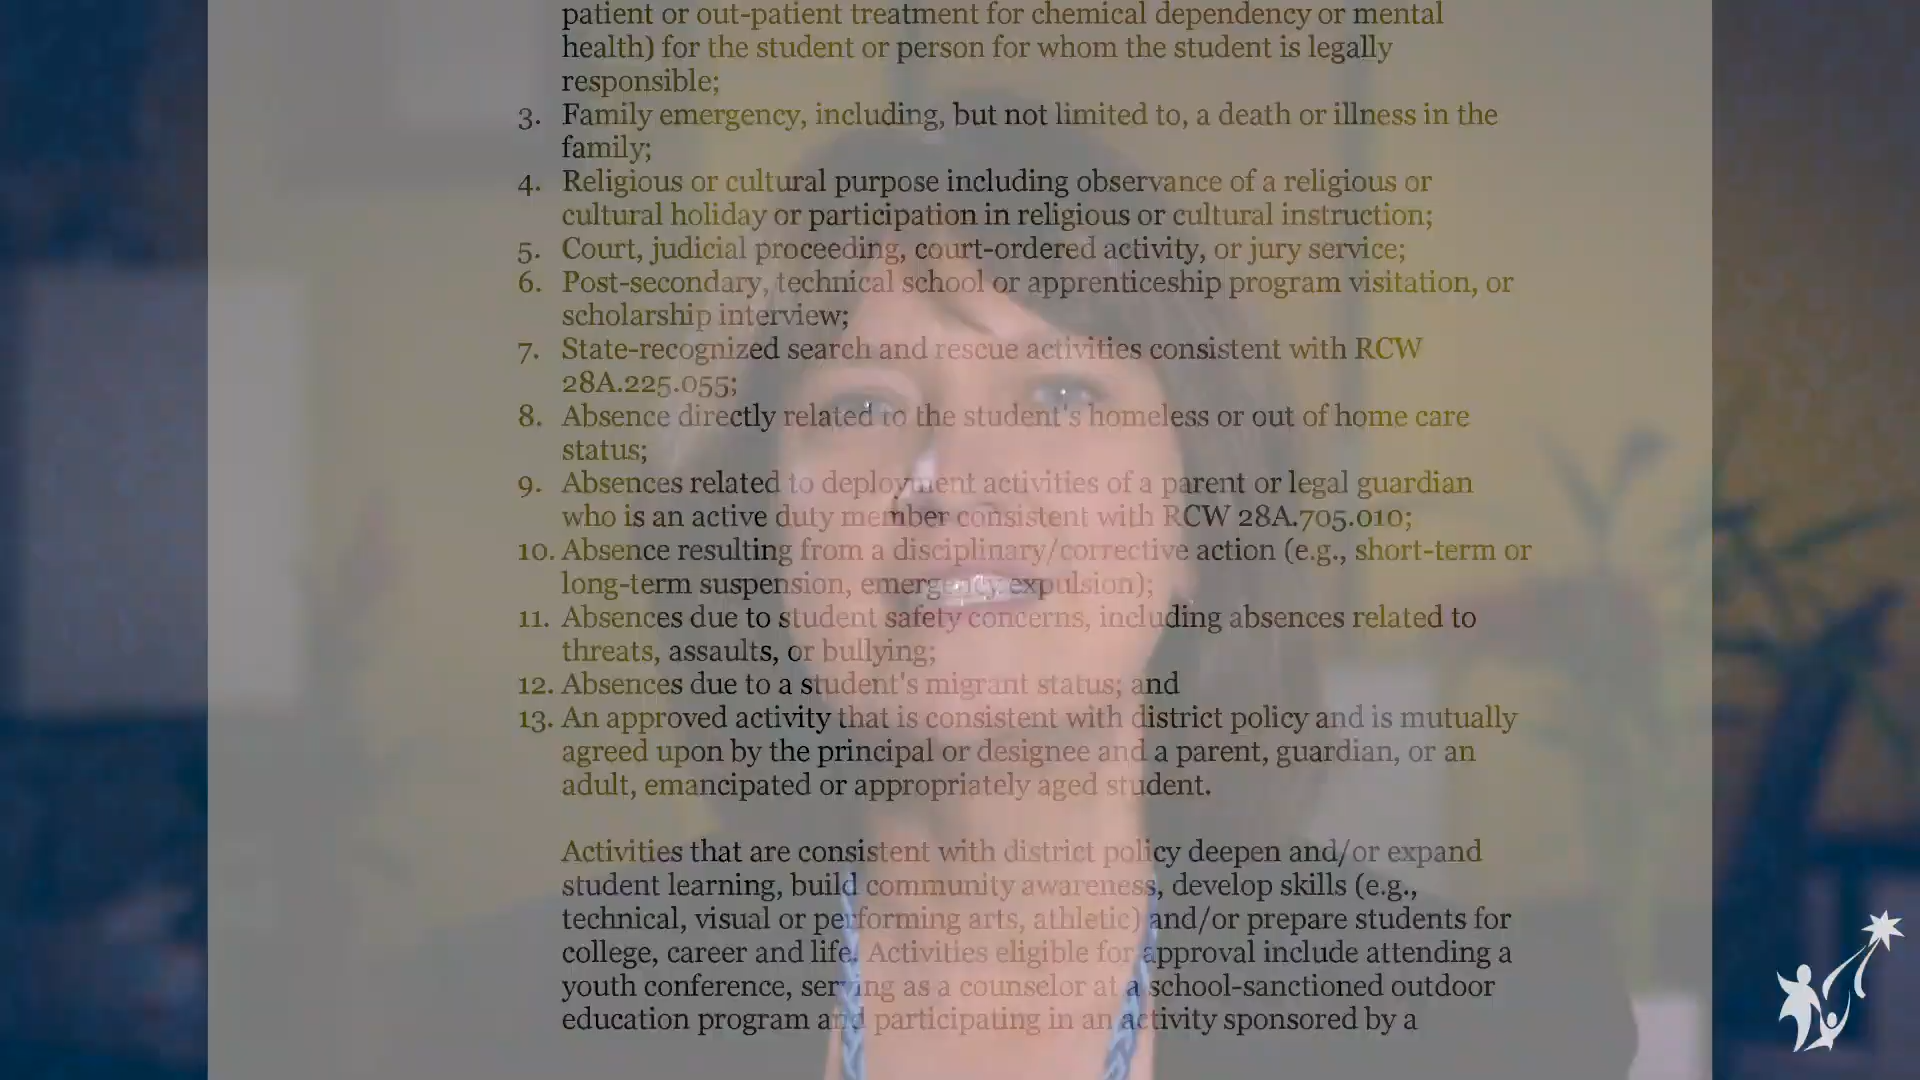 patient or out-patient treatment for chemical dependency or mental
health) for the student or person for whom the student is legally
responsible;
3. Family emergency, including, but not limited to, a death or illness in the
family;
4. Religious or cultural purpose including observance of a religious or
cultural holiday or participation in religious or cultural instruction;
5. Court, judicial proceeding, court-ordered activity, or jury service;
6. Post-secondary, technical school or apprenticeship program visitation, or
scholarship interview;
7. State-recognized search and rescue activities consistent with RCW
28A.225.055;
8. Absence directly related to the student's homeless or out of home care
status;
9. Absences related to deployment activities of a parent or legal guardian
who is an active duty member consistent with RCW 28A.705.010;
10. Absence resulting from a disciplinary/corrective action (e.g., short-term or
long-term suspension, emergency expulsion);
11. Absences due to student safety concerns, including absences related to
threats, assaults, or bullying;
12. Absences due to a student's migrant status; and
13. An approved activity that is consistent with district policy and is mutually
agreed upon by the principal or designee and a parent, guardian, or an
adult, emancipated or appropriately aged student.
Activities that are consistent with district policy deepen and/or expand
student learning, build community awareness, develop skills (e.g.,
technical, visual or performing arts, athletic) and/or prepare students for
college, career and life. Activities eligible for approval include attending a
youth conference, serving as a counselor at a school-sanctioned outdoor
education program and participating in an activity sponsored by a